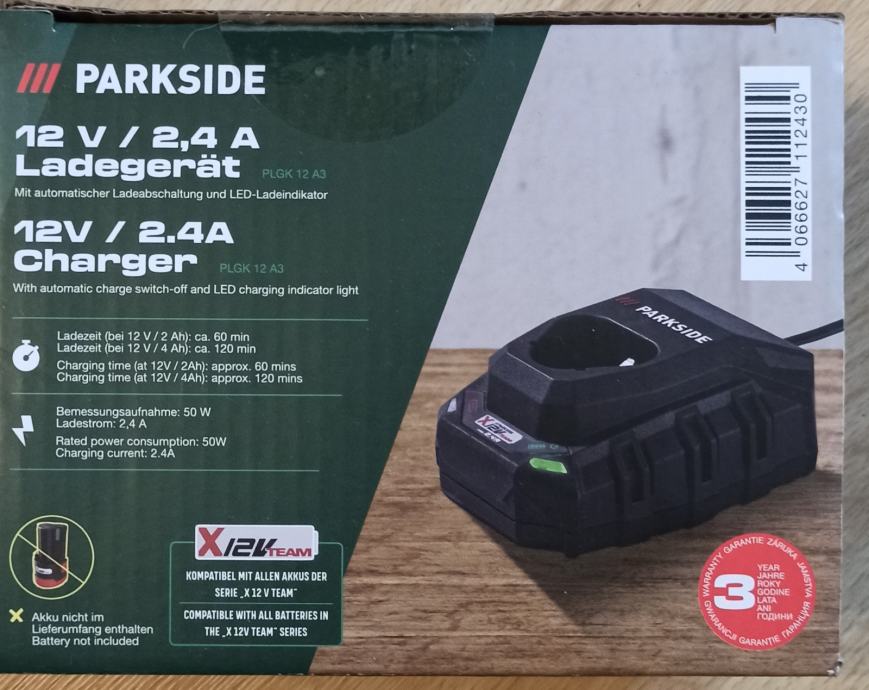 PARKSIDE
12 V / 2,4 A
Ladegerät PLGK 12 A3
Mit automatischer Ladeabschaltung und LED-Ladeindikator
12V / 2.4A
Charger PLGK 12 A3
With automatic charge switch-off and LED charging indicator light
Ladezeit (bei 12 V / 2 Ah): ca. 60 min
Ladezeit (bei 12 V / 4 Ah): ca. 120 min
Charging time (at 12V / 2Ah): approx. 60 mins
Charging time (at 12V / 4Ah): approx. 120 mins
Bemessungsaufnahme: 50 W
Ladestrom: 2,4 A
Rated power consumption: 50W
Charging current: 2.4A
Akku nicht im
Lieferumfang enthalten
Battery not included
X12V TEAM
KOMPATIBEL MIT ALLEN AKKUS DER
SERIE „X 12 V TEAM“
COMPATIBLE WITH ALL BATTERIES IN
THE „X 12V TEAM“ SERIES
4 066627 112430
PARKSIDE
X12V
2.4A
WARRANTY GARANTIE ZÁRUKA JAMSTVA
GWARANCJI GARANȚIE ГАРАНЦИЯ
3
YEAR
JAHRE
ROKY
GODINE
LATA
ANI
ГОДИНИ